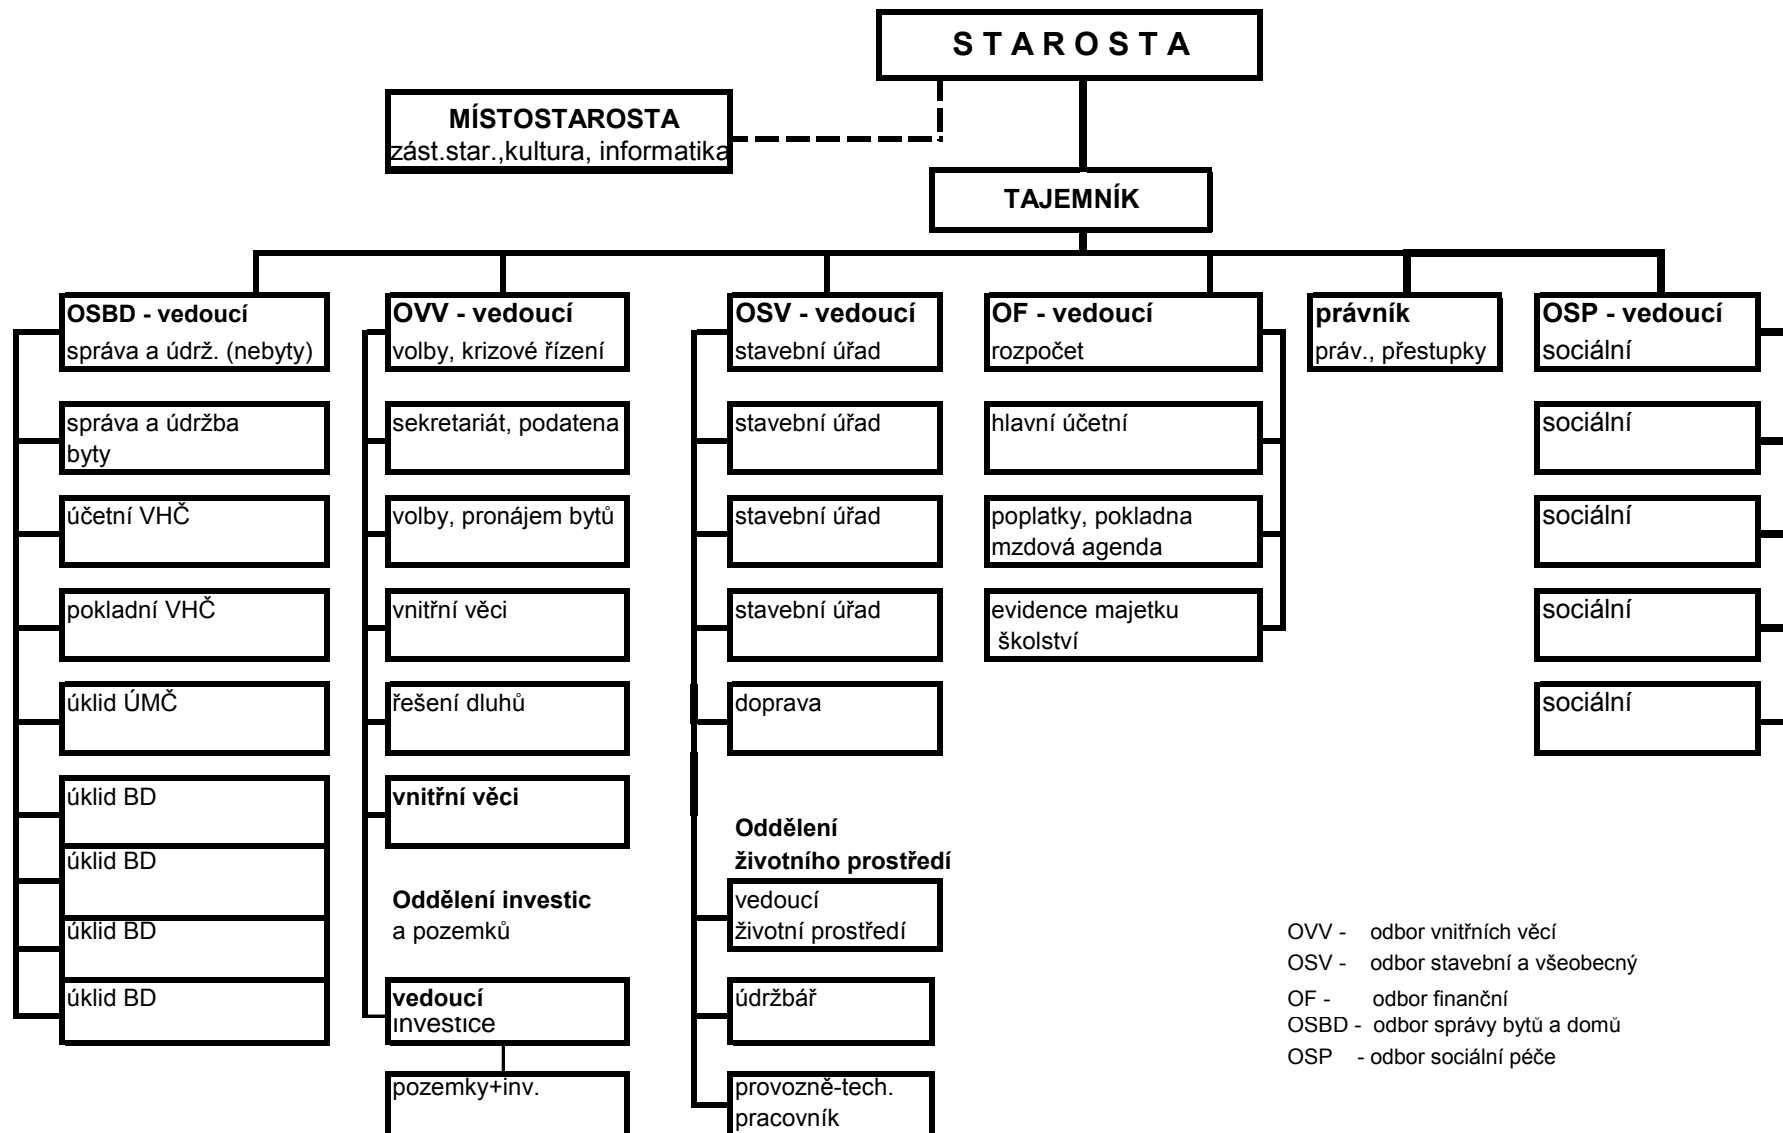 S T A R O S T A
MÍSTOSTAROSTA
zást.star.,kultura, informatika
TAJEMNÍK
OSBD - vedoucí
správa a údrž. (nebyty)
správa a údržba
byty
účetní VHČ
pokladní VHČ
úklid ÚMČ
úklid BD
úklid BD
úklid BD
úklid BD
OVV - vedoucí
volby, krizové řízení
sekretariát, podatena
volby, pronájem bytů
vnitřní věci
řešení dluhů
vnitřní věci
Oddělení investic
a pozemků
vedoucí
investice
pozemky+inv.
OSV - vedoucí
stavební úřad
stavební úřad
stavební úřad
stavební úřad
doprava
Oddělení
životního prostředí
vedoucí
životní prostředí
údržbář
provozně-tech.
pracovník
OF - vedoucí
rozpočet
hlavní účetní
poplatky, pokladna
mzdová agenda
evidence majetku
školství
právník
práv., přestupky
OSP - vedoucí
sociální
sociální
sociální
sociální
sociální
OVV - odbor vnitřních věcí
OSV - odbor stavební a všeobecný
OF - odbor finanční
OSBD - odbor správy bytů a domů
OSP - odbor sociální péče